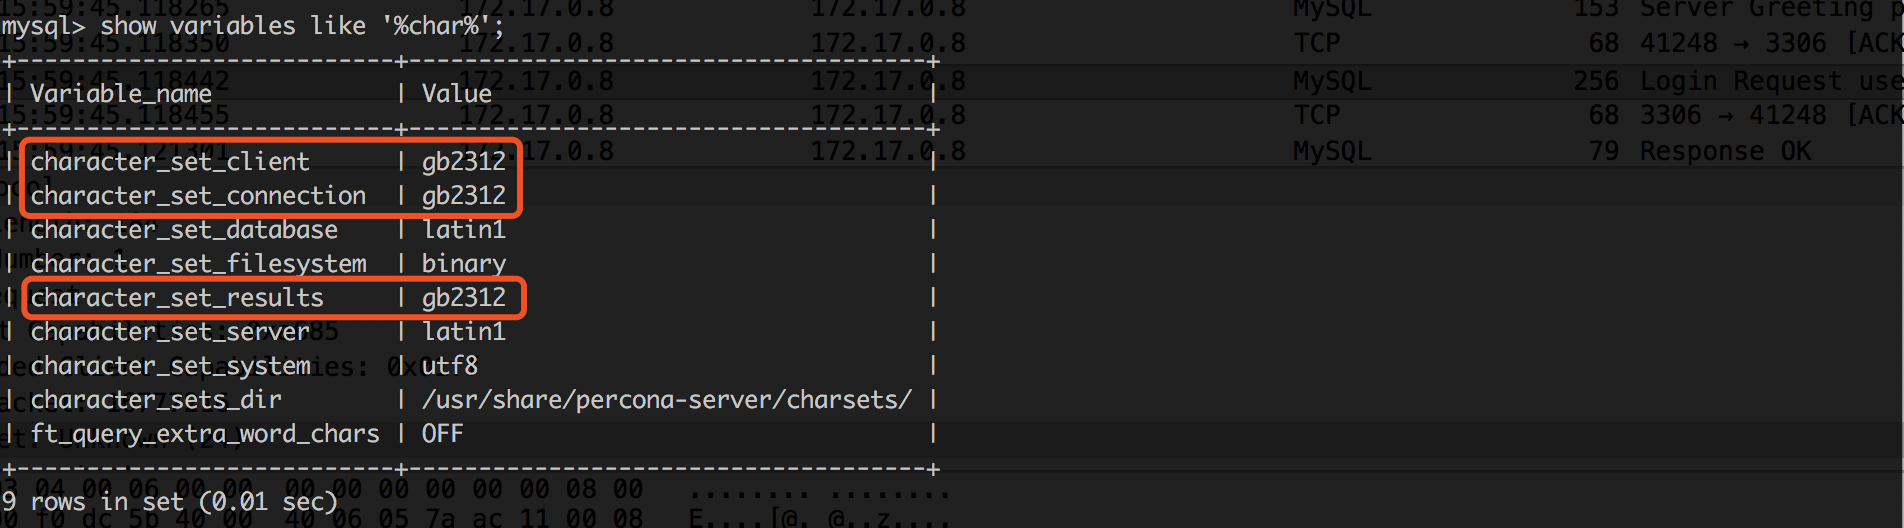 15:59:45.118265 172.17.0.8 172.17.0.8 MySQL 153 Server Greeting p
mysql> show variables like '%char%';
15:59:45.118350 172.17.0.8 172.17.0.8 TCP 68 41248 → 3306 [ACK
+---------------------------+-------------------------------------+
15:59:45.118442 172.17.0.8 172.17.0.8 MySQL 256 Login Request use
| Variable_name | Value |
15:59:45.118455 172.17.0.8 172.17.0.8 TCP 68 3306 → 41248 [ACK
+---------------------------+-------------------------------------+
15:59:45.121301 172.17.0.8 172.17.0.8 MySQL 79 Response OK
| character_set_client | gb2312 |
| character_set_connection | gb2312 |
| character_set_database | latin1 |
| character_set_filesystem | binary |
| character_set_results | gb2312 |
| character_set_server | latin1 |
| character_set_system | utf8 |
| character_sets_dir | /usr/share/percona-server/charsets/ |
| ft_query_extra_word_chars | OFF |
+---------------------------+-------------------------------------+
04 00 06 00 00 00 00 00 00 00 00 08 00 ........ ........
9 rows in set (0.01 sec)
f0 dc 5b 40 00 40 06 05 7a ac 11 00 08 E....[@. @..z....